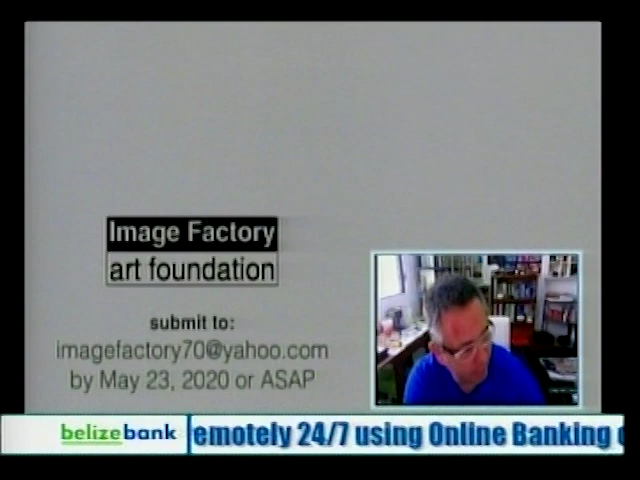 Image Factory
art foundation
submit to:
imagefactory70@yahoo.com
by May 23, 2020 or ASAP
belizebank emotely 24/7 using Online Banking